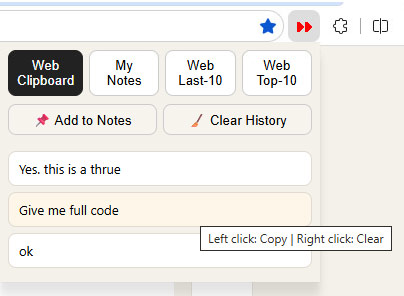 Web
Clipboard
My
Notes
Web
Last-10
Web
Top-10
Add to Notes
Clear History
Yes. this is a thrue
Give me full code
Left click: Copy | Right click: Clear
ok